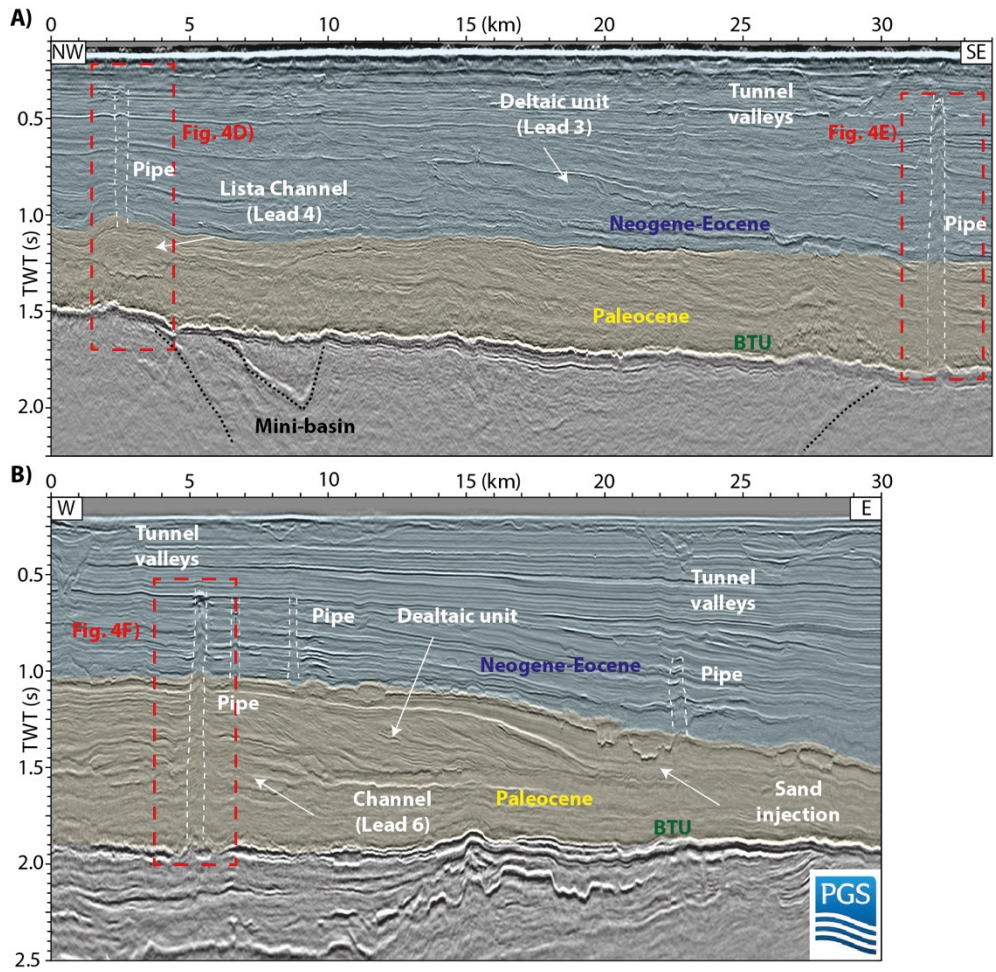 A)
0 5 10 15 (km) 20 25 30
NW
SE
0.5
1.0
1.5
2.0
TWT (s)
Fig. 4D)
Pipe
Lista Channel
(Lead 4)
Deltaic unit
(Lead 3)
Tunnel
valleys
Fig. 4E)
Pipe
Neogene-Eocene
Paleocene
BTU
Mini-basin
B)
0 5 10 15 (km) 20 25 30
W
E
0.5
1.0
1.5
2.0
2.5
TWT (s)
Tunnel
valleys
Fig. 4F)
Pipe
Pipe
Dealtaic unit
Neogene-Eocene
Tunnel
valleys
Pipe
Channel
(Lead 6)
Paleocene
BTU
Sand
injection
PGS